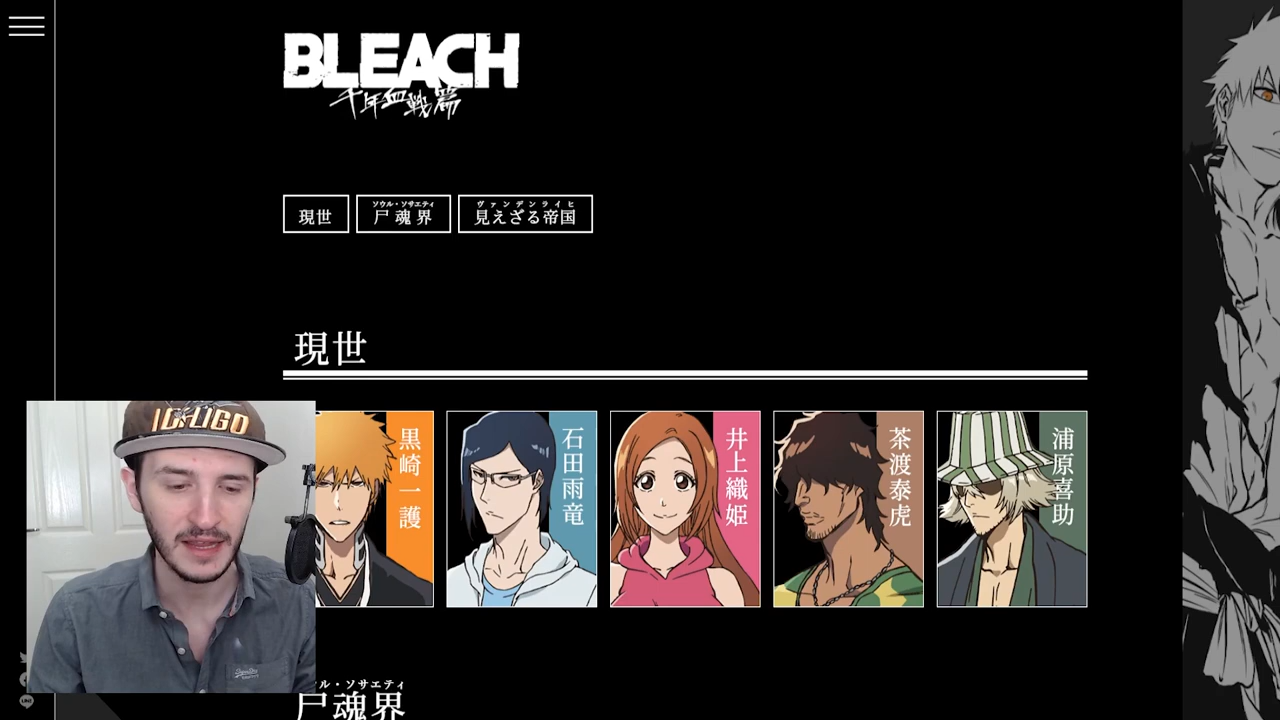 BLEACH
千年血戦篇
現世
ソウル・ソサエティ
尸魂界
ヴァンデンライヒ
見えざる帝国
現世
黒崎一護
石田雨竜
井上織姫
茶渡泰虎
浦原喜助
ICHIGO
ル・ソサエティ
尸魂界
LINE